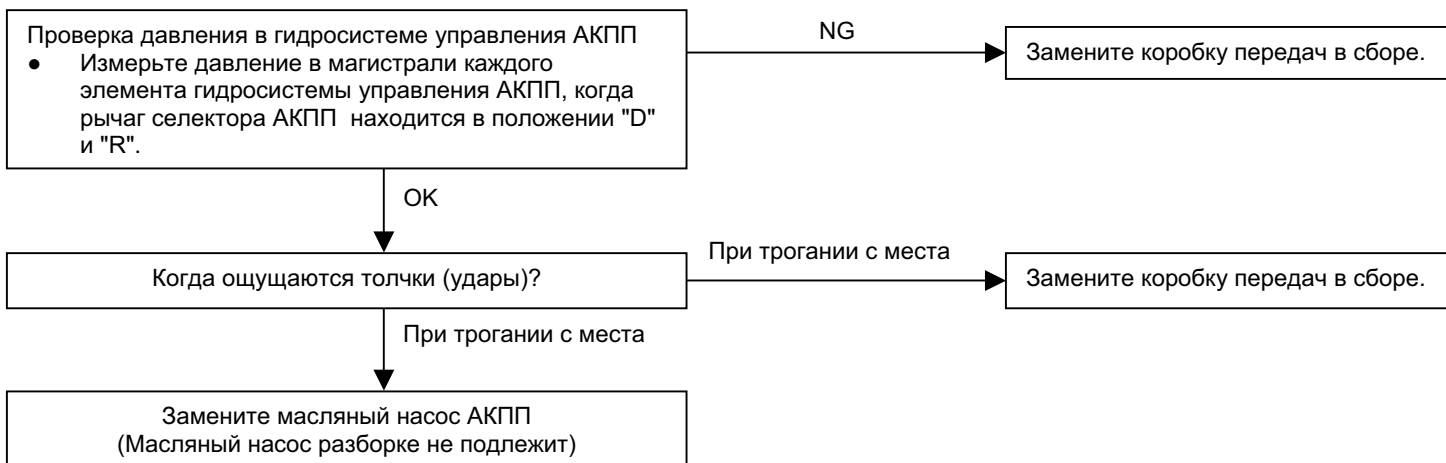 Проверка давления в гидросистеме управления АКПП
● Измерьте давление в магистрали каждого
элемента гидросистемы управления АКПП, когда
рычаг селектора АКПП находится в положении "D"
и "R".
NG
Замените коробку передач в сборе.
OK
Когда ощущаются толчки (удары)?
При трогании с места
Замените коробку передач в сборе.
При трогании с места
Замените масляный насос АКПП
(Масляный насос разборке не подлежит)